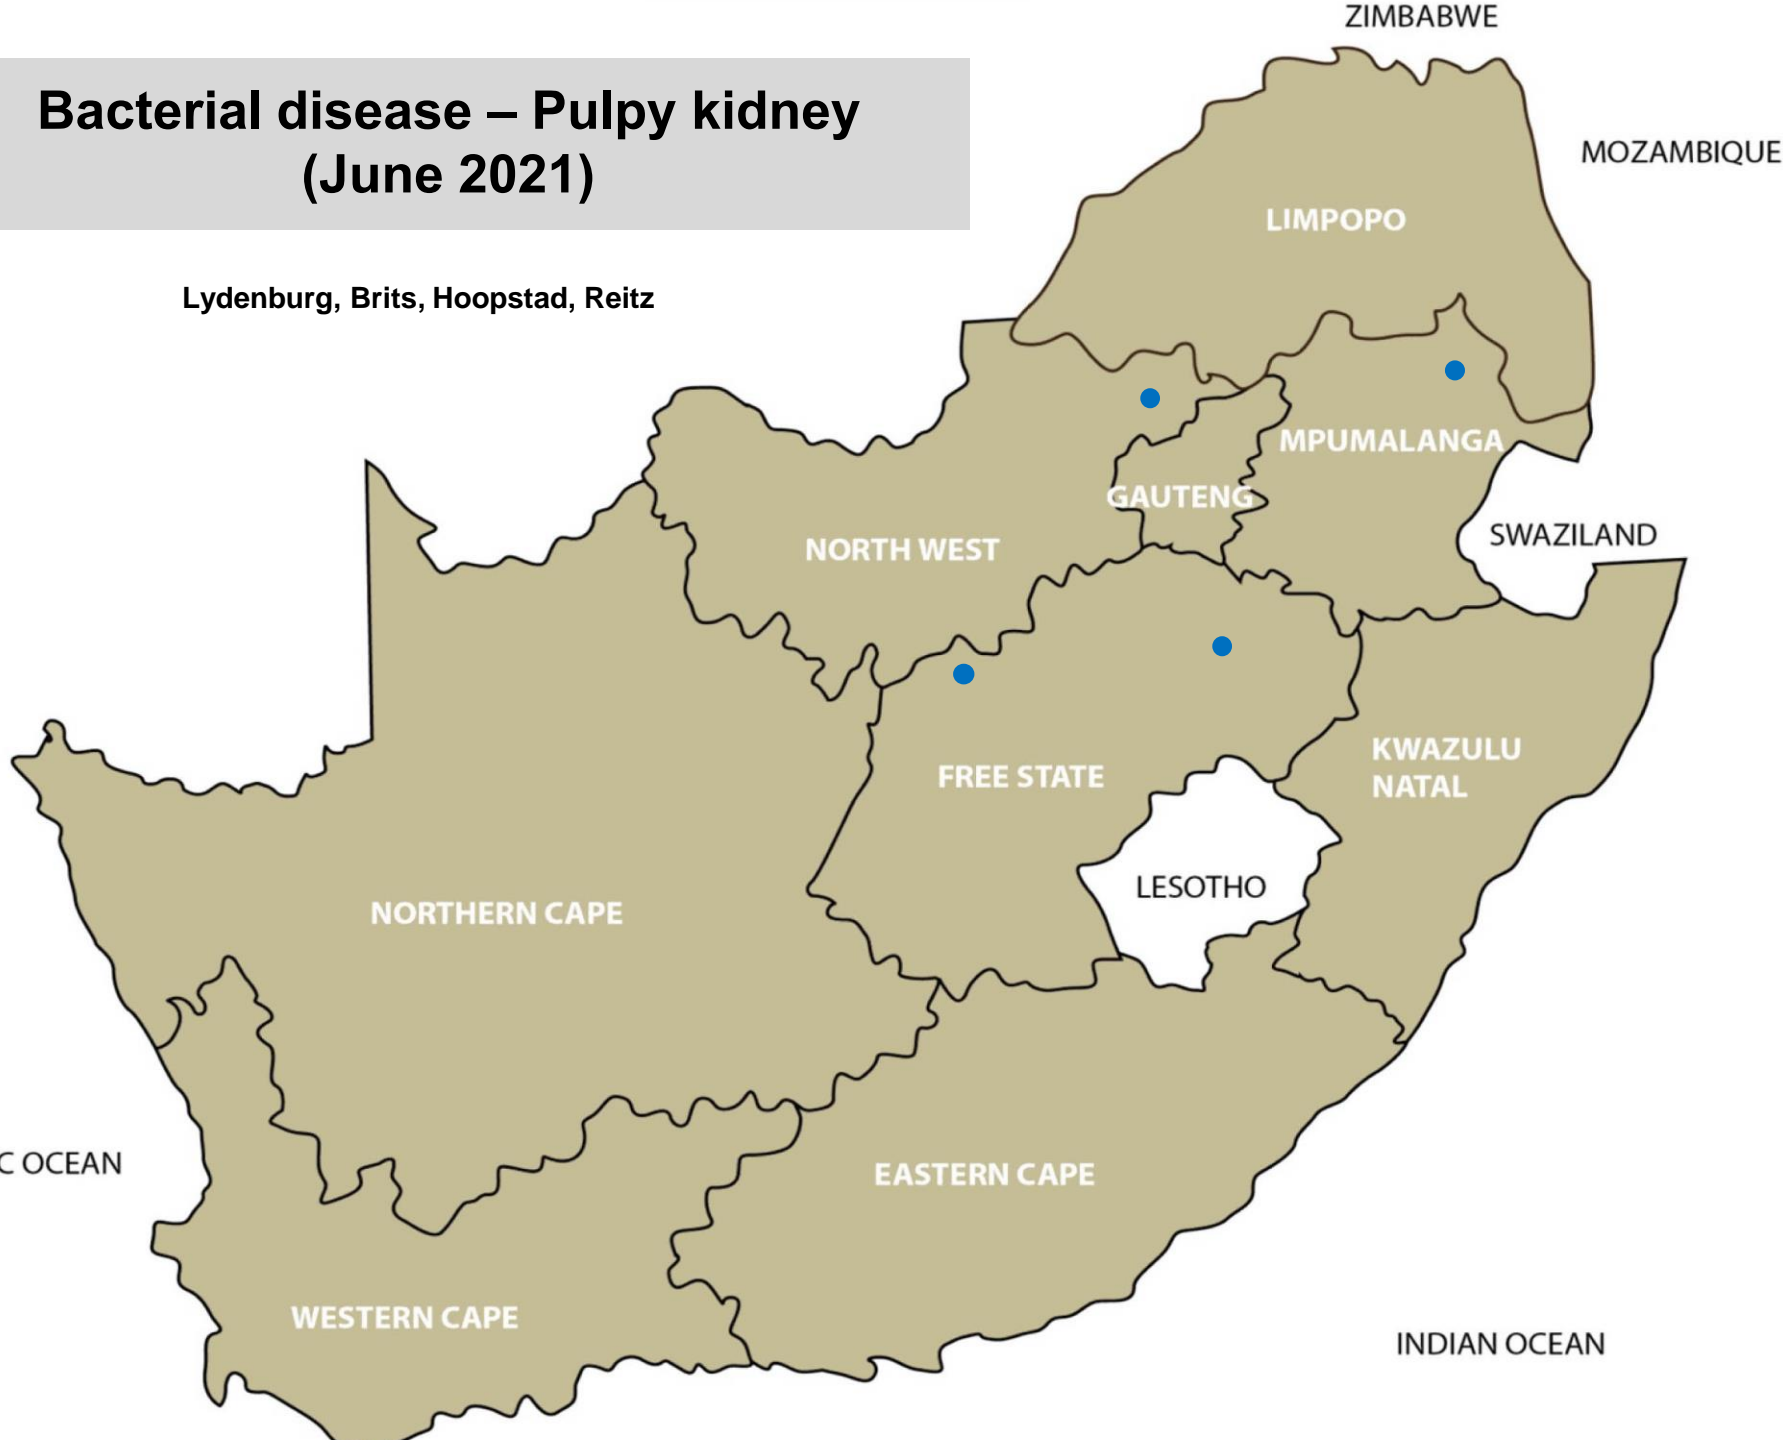 ZIMBABWE
Bacterial disease – Pulpy kidney
(June 2021)
MOZAMBIQUE
LIMPOPO
Lydenburg, Brits, Hoopstad, Reitz
MPUMALANGA
GAUTENG
SWAZILAND
NORTH WEST
KWAZULU
NATAL
FREE STATE
LESOTHO
NORTHERN CAPE
C OCEAN
EASTERN CAPE
WESTERN CAPE
INDIAN OCEAN